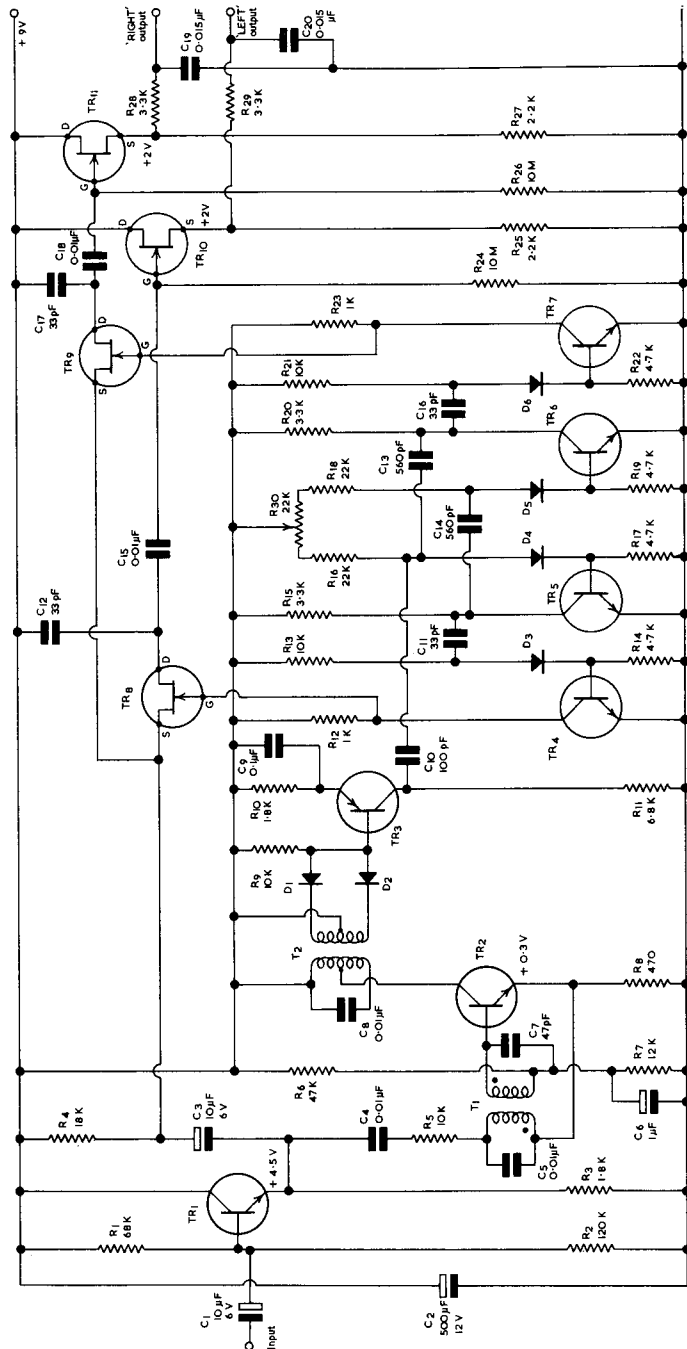 + 9V
'RIGHT'
output
C19
0·015µF
'LEFT'
output
C20
0·015
µF
R28
3·3K
R29
3·3K
TR11
D
S
G
+2V
R27
2·2K
R26
10M
C18
0·01µF
D
G
S
+2V
TR10
R25
2·2K
R24
10M
C17
33pF
TR9
D
S
G
R23
1K
TR7
R21
10K
C16
33pF
D6
R22
4·7K
R20
3·3K
TR6
C13
560pF
R18
22K
R30
22K
C14
560pF
D5
R19
4·7K
C15
0·01µF
R16
22K
D4
R17
4·7K
R15
3·3K
TR5
C12
33pF
R13
10K
C11
33pF
D3
R14
4·7K
TR8
D
S
G
R12
1K
TR4
C9
0·1µF
C10
100pF
R10
1·8K
TR3
R11
6·8K
R9
10K
D1
D2
T2
C8
0·01µF
TR2
+ 0·3V
R8
470
R6
47K
C7
47pF
R7
12K
T1
C6
1µF
R4
18K
C3
10µF
6V
C4
0·01µF
R5
10K
C5
0·01µF
TR1
+ 4·5V
R3
1·8K
R1
68K
R2
120K
C1
10µF
6V
Input
C2
500µF
12V